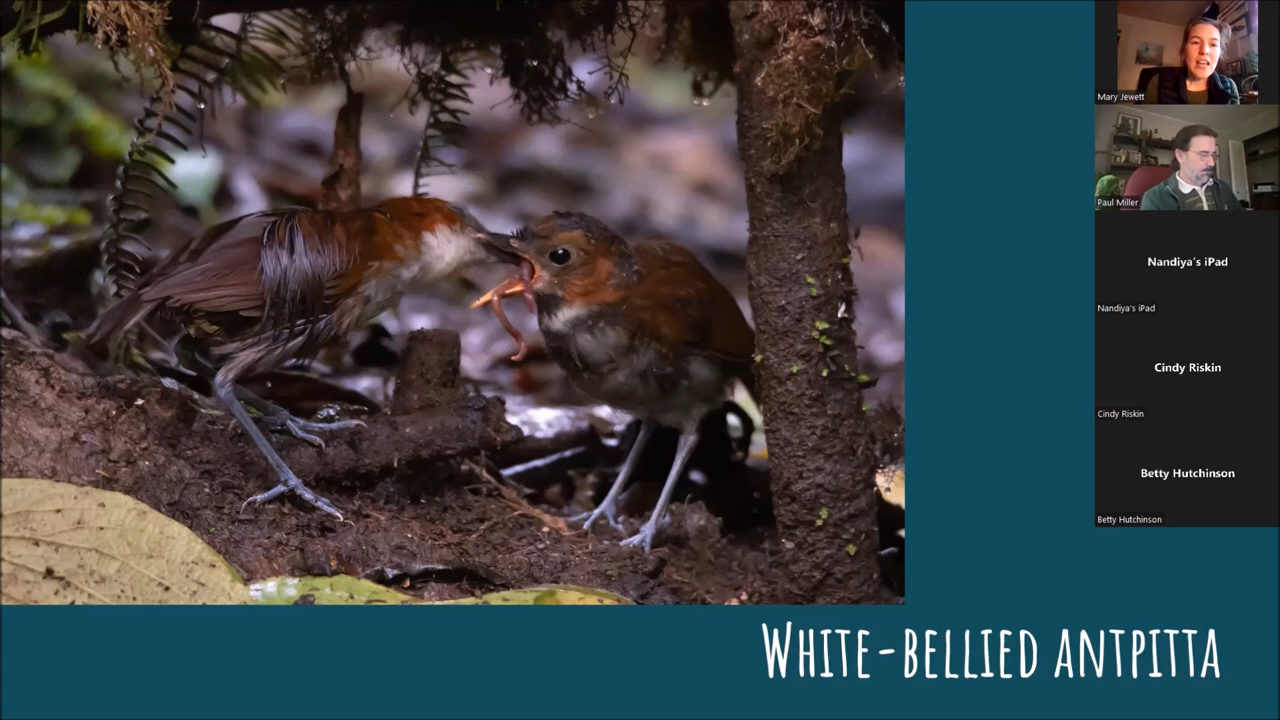 Mary Jewett
Paul Miller
Nandiya's iPad
Nandiya's iPad
Cindy Riskin
Cindy Riskin
Betty Hutchinson
Betty Hutchinson
WHITE-BELLIED ANTPITTA